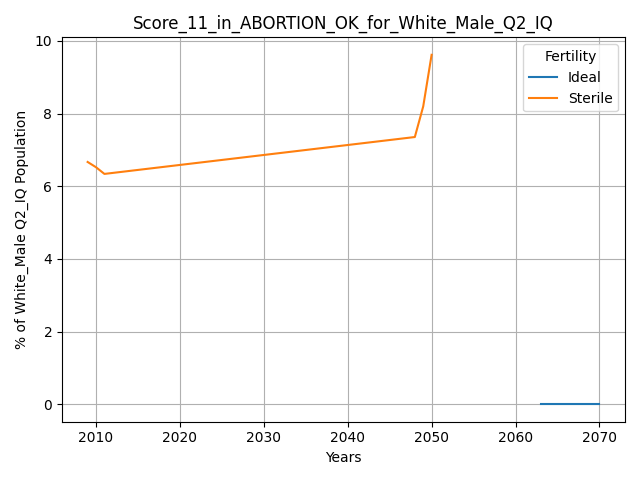 Score_11_in_ABORTION_OK_for_White_Male_Q2_IQ
% of White_Male Q2_IQ Population
10
8
6
4
2
0
Fertility
Ideal
Sterile
2010 2020 2030 2040 2050 2060 2070
Years